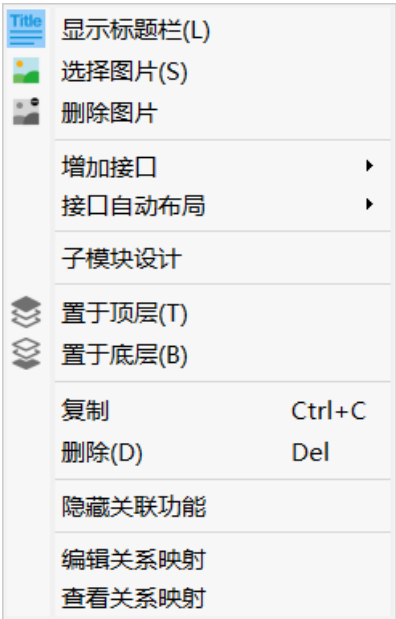 Title
显示标题栏(L)
选择图片(S)
删除图片
增加接口
接口自动布局
子模块设计
置于顶层(T)
置于底层(B)
复制 Ctrl+C
删除(D) Del
隐藏关联功能
编辑关系映射
查看关系映射